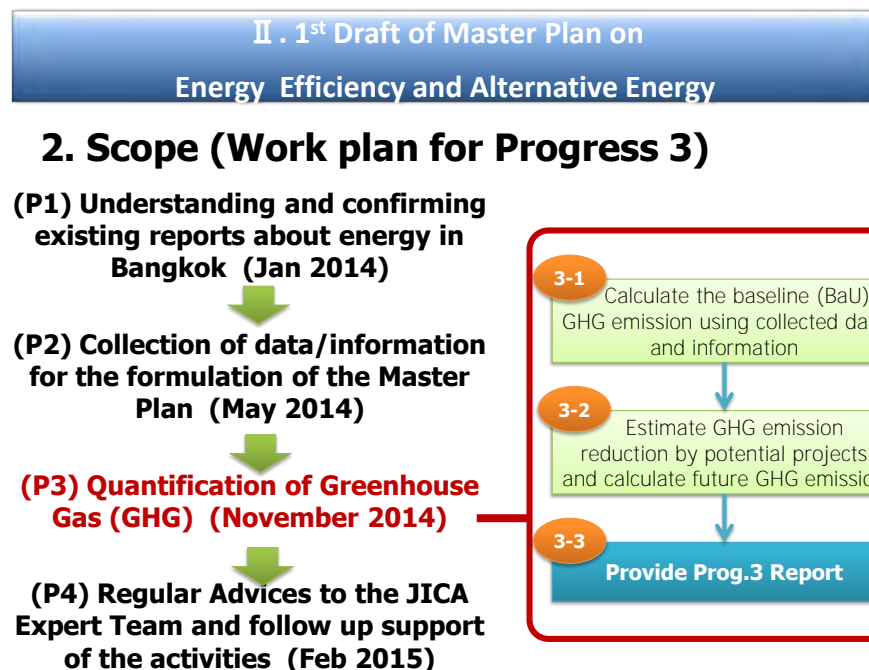 Ⅱ. 1st Draft of Master Plan on
Energy Efficiency and Alternative Energy
2. Scope (Work plan for Progress 3)
(P1) Understanding and confirming
existing reports about energy in
Bangkok (Jan 2014)
(P2) Collection of data/information
for the formulation of the Master
Plan (May 2014)
(P3) Quantification of Greenhouse
Gas (GHG) (November 2014)
(P4) Regular Advices to the JICA
Expert Team and follow up support
of the activities (Feb 2015)
3-1
Calculate the baseline (BaU)
GHG emission using collected
and information
3-2
Estimate GHG emission
reduction by potential projects
and calculate future GHG
3-3
Provide Prog.3 Report